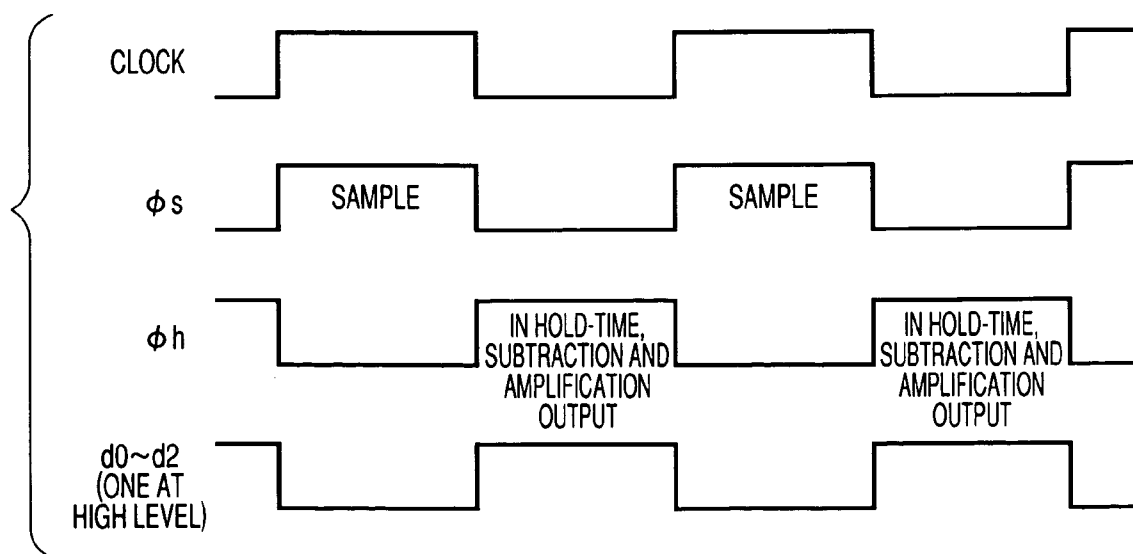 CLOCK
ϕs
SAMPLE
SAMPLE
ϕh
IN HOLD-TIME,
SUBTRACTION AND
AMPLIFICATION
OUTPUT
IN HOLD-TIME,
SUBTRACTION AND
AMPLIFICATION
OUTPUT
d0~d2
(ONE AT
HIGH LEVEL)